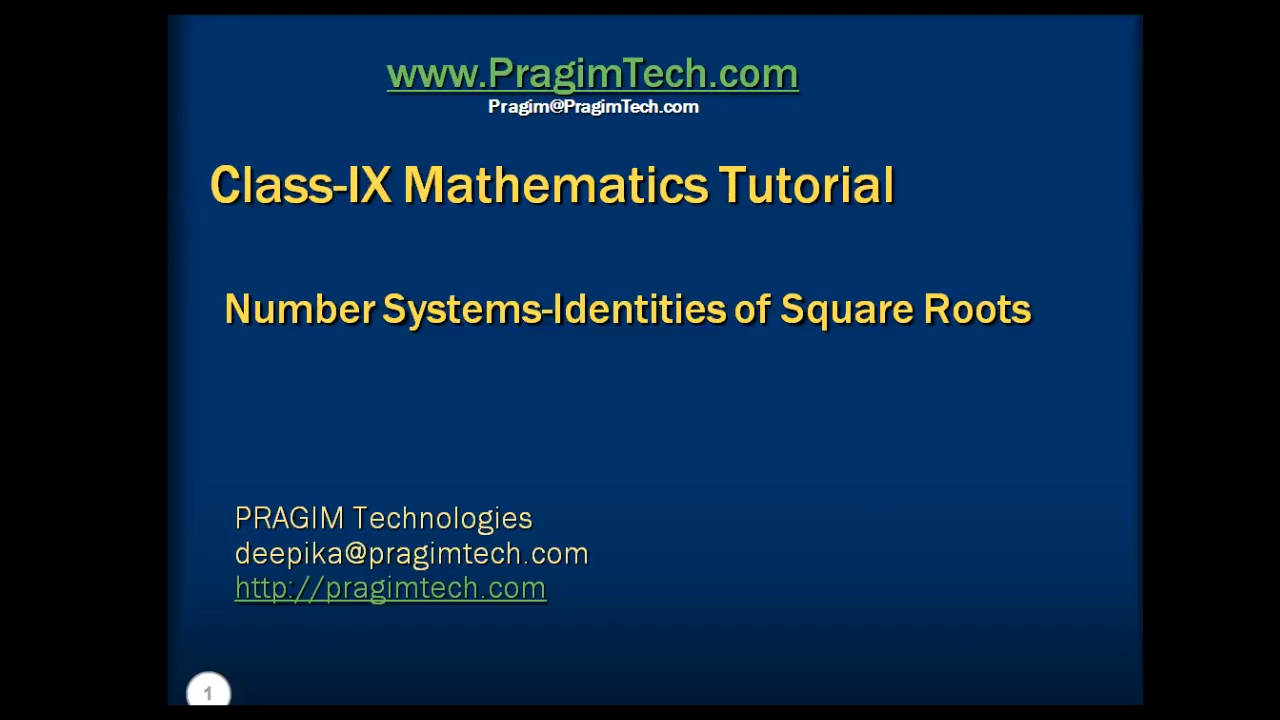 www.PragimTech.com
Pragim@PragimTech.com
Class-IX Mathematics Tutorial
Number Systems-Identities of Square Roots
PRAGIM Technologies
deepika@pragimtech.com
http://pragimtech.com
1